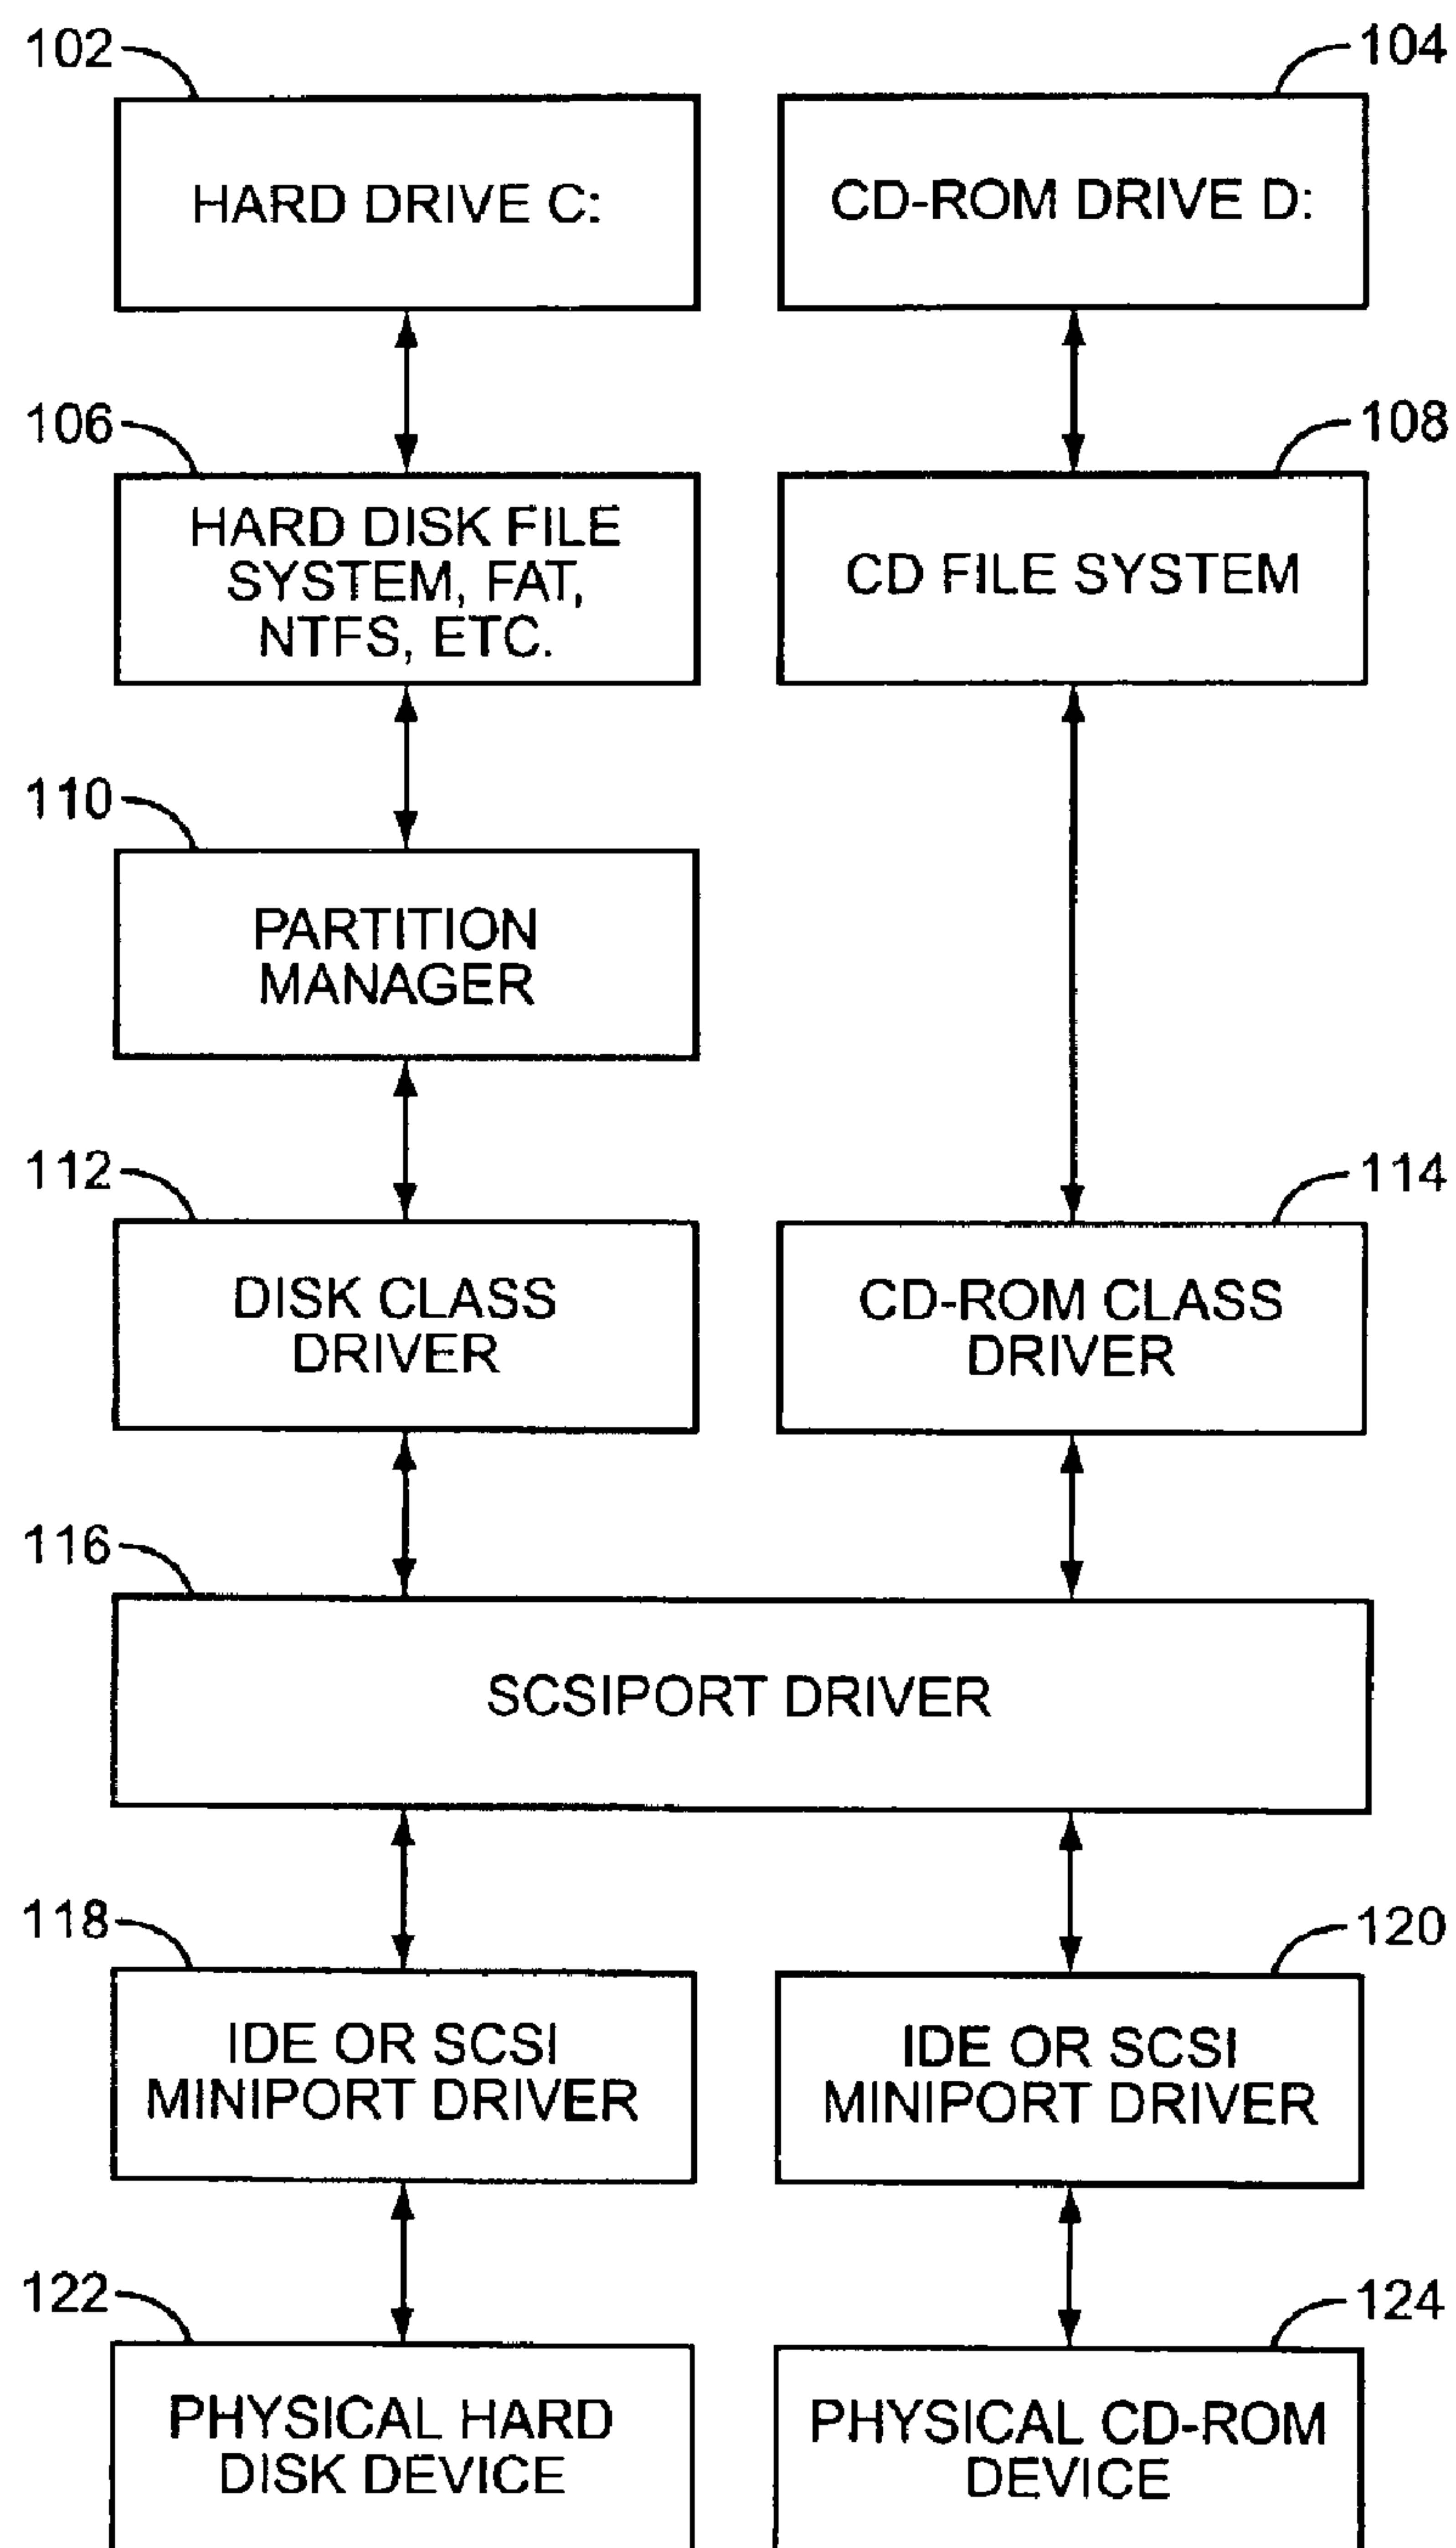 102
104
HARD DRIVE C:
CD-ROM DRIVE D:
106
108
HARD DISK FILE
SYSTEM, FAT,
NTFS, ETC.
CD FILE SYSTEM
110
PARTITION
MANAGER
112
114
DISK CLASS
DRIVER
CD-ROM CLASS
DRIVER
116
SCSIPORT DRIVER
118
120
IDE OR SCSI
MINIPORT DRIVER
IDE OR SCSI
MINIPORT DRIVER
122
124
PHYSICAL HARD
DISK DEVICE
PHYSICAL CD-ROM
DEVICE